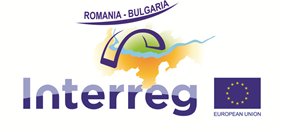 ROMANIA - BULGARIA
Interreg
EUROPEAN UNION